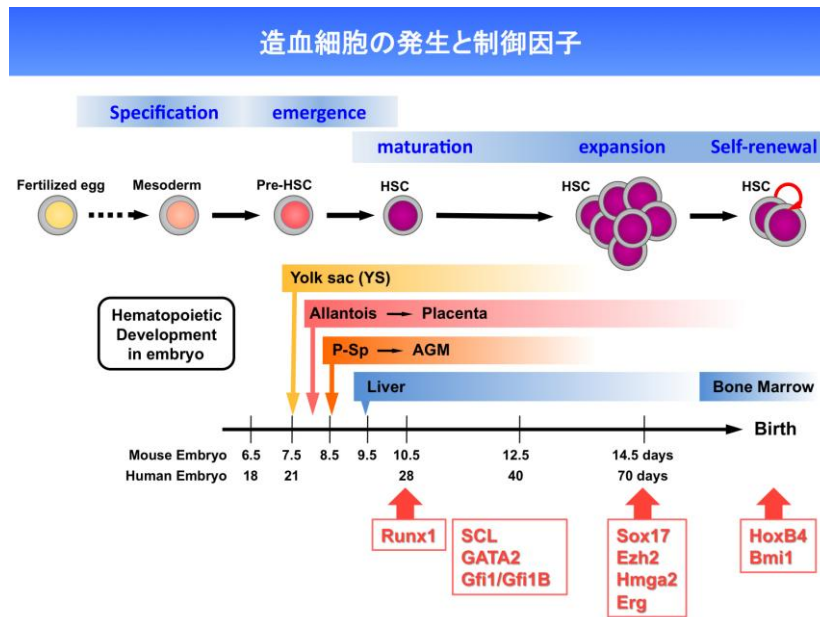 造血細胞の発生と制御因子
Specification emergence
maturation expansion Self-renewal
Fertilized egg Mesoderm Pre-HSC HSC HSC HSC
Yolk sac (YS)
Hematopoietic
Development
in embryo
Allantois → Placenta
P-Sp → AGM
Liver Bone Marrow
Birth
Mouse Embryo 6.5 7.5 8.5 9.5 10.5 12.5 14.5 days
Human Embryo 18 21 28 40 70 days
Runx1
SCL
GATA2
Gfi1/Gfi1B
Sox17
Ezh2
Hmga2
Erg
HoxB4
Bmi1